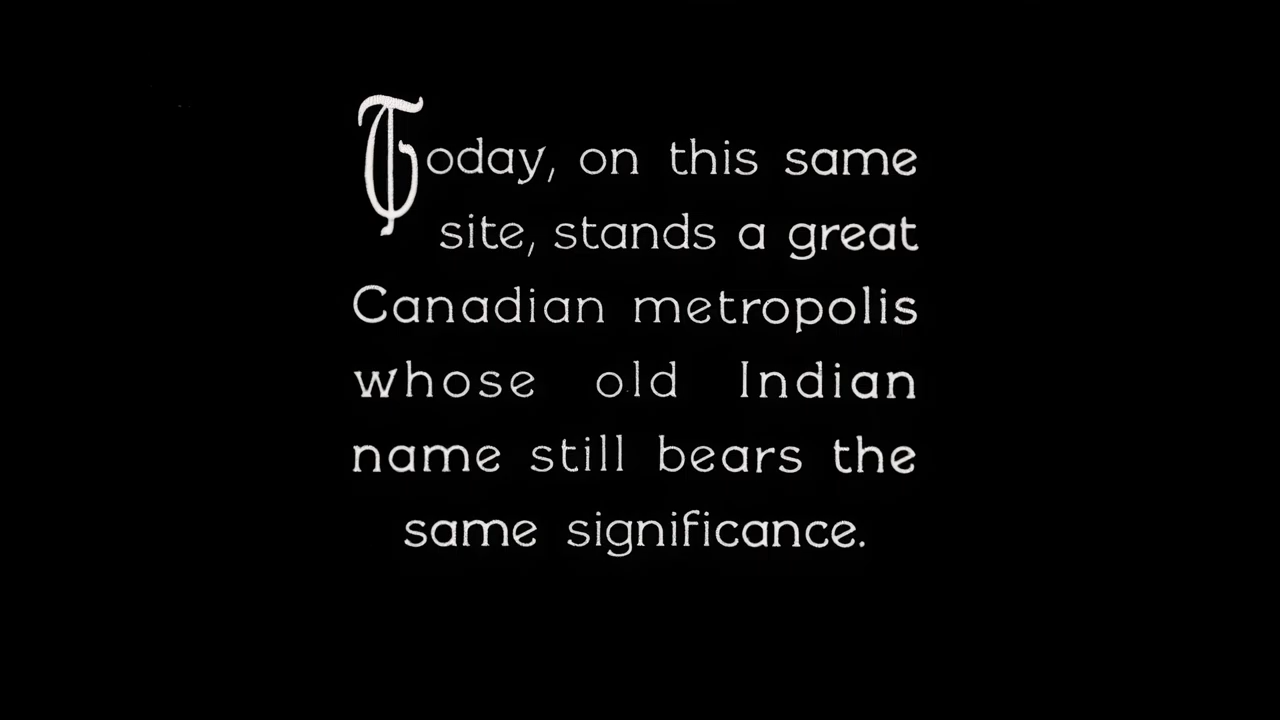 Today, on this same
site, stands a great
Canadian metropolis
whose old Indian
name still bears the
same significance.